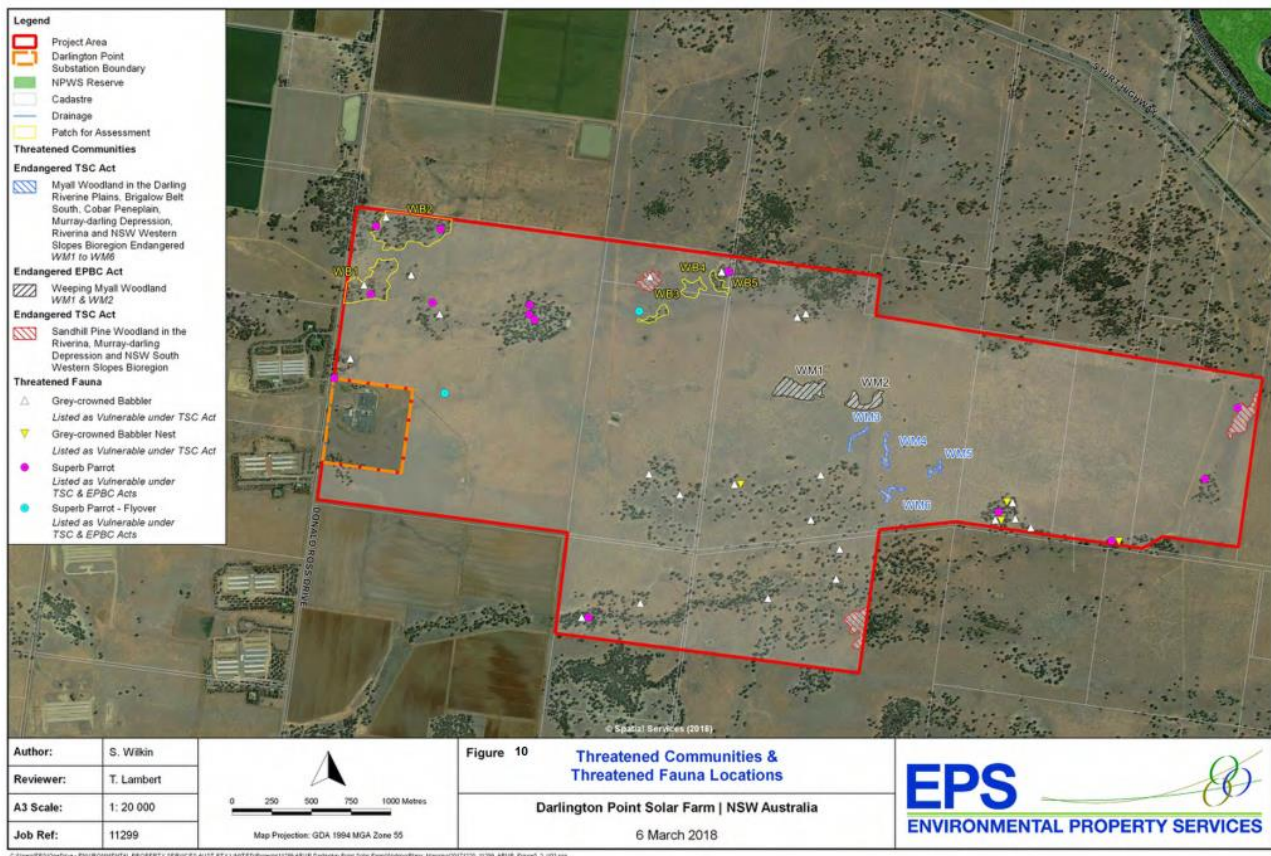 Legend
Project Area
Darlington Point
Substation Boundary
NPWS Reserve
Cadastre
Drainage
Patch for Assessment
Threatened Communities
Endangered TSC Act
Myall Woodland in the Darling
Riverine Plains, Brigalow Belt
South, Cobar Peneplain,
Murray-darling Depression,
Riverina and NSW Western
Slopes Bioregion Endangered
WM1 to WM6
Endangered EPBC Act
Weeping Myall Woodland
WM1 & WM2
Endangered TSC Act
Sandhill Pine Woodland in the
Riverina, Murray-darling
Depression and NSW South
Western Slopes Bioregion
Threatened Fauna
Grey-crowned Babbler
Listed as Vulnerable under TSC Act
Grey-crowned Babbler Nest
Listed as Vulnerable under TSC Act
Superb Parrot
Listed as Vulnerable under
TSC & EPBC Acts
Superb Parrot - Flyover
Listed as Vulnerable under
TSC & EPBC Acts
STURT HIGHWAY
WB2
WB1
WB4
WB5
WB3
WM1
WM2
WM3
WM4
WM5
WM6
DONALD ROSS DRIVE
© Spatial Services (2018)
Author: S. Wilkin
Reviewer: T. Lambert
A3 Scale: 1: 20 000
Job Ref: 11299
0 250 500 750 1000 Metres
Map Projection: GDA 1994 MGA Zone 55
Figure 10
Threatened Communities &
Threatened Fauna Locations
Darlington Point Solar Farm | NSW Australia
6 March 2018
EPS
ENVIRONMENTAL PROPERTY SERVICES